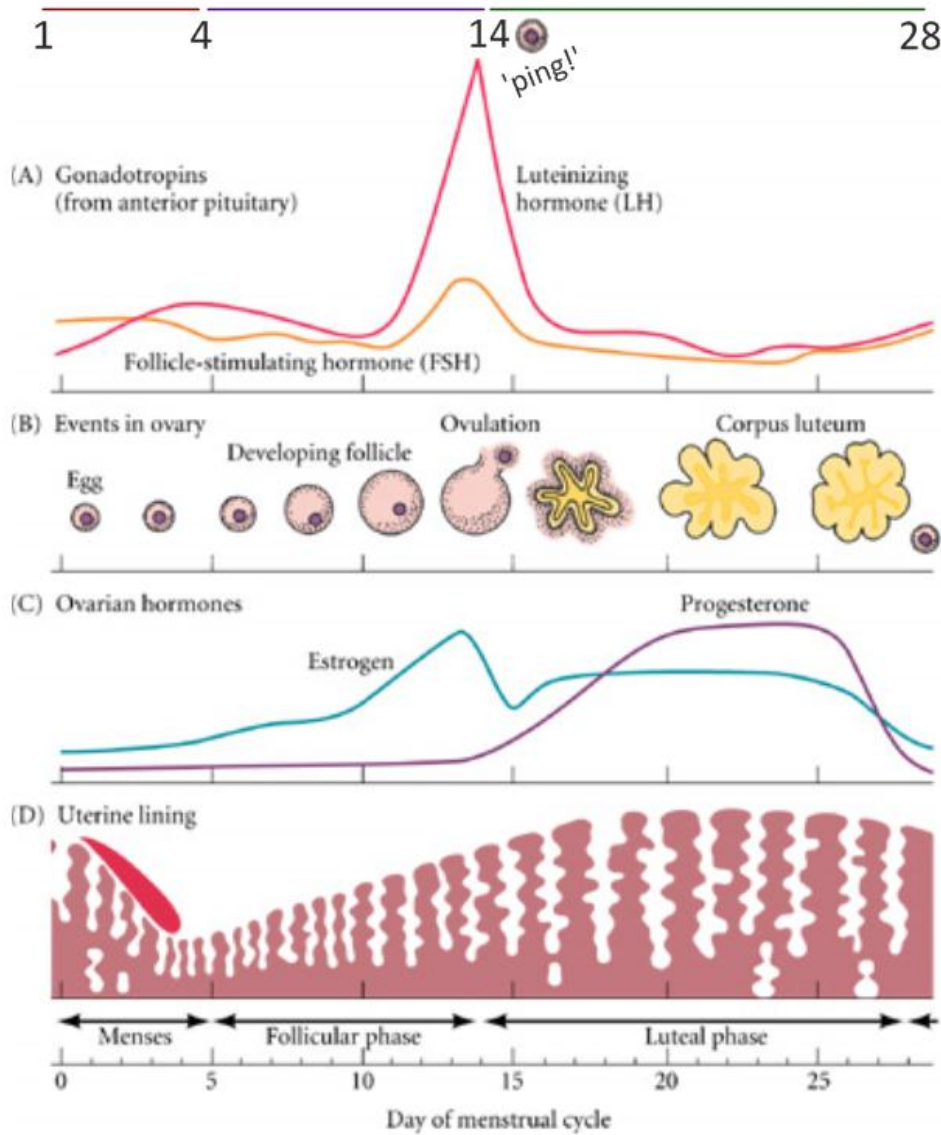 1 4 14 28
'ping!'
(A) Gonadotropins
(from anterior pituitary)
Luteinizing
hormone (LH)
Follicle-stimulating hormone (FSH)
(B) Events in ovary
Ovulation
Corpus luteum
Developing follicle
Egg
(C) Ovarian hormones
Progesterone
Estrogen
(D) Uterine lining
Menses Follicular phase Luteal phase
0 5 10 15 20 25
Day of menstrual cycle